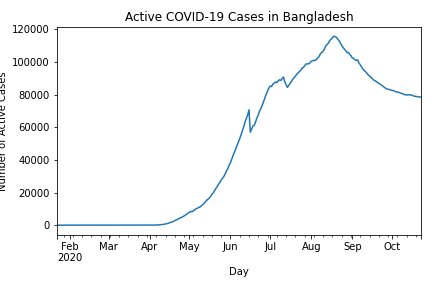 Active COVID-19 Cases in Bangladesh
Number of Active Cases
120000
100000
80000
60000
40000
20000
0
Feb Mar Apr May Jun Jul Aug Sep Oct
2020
Day